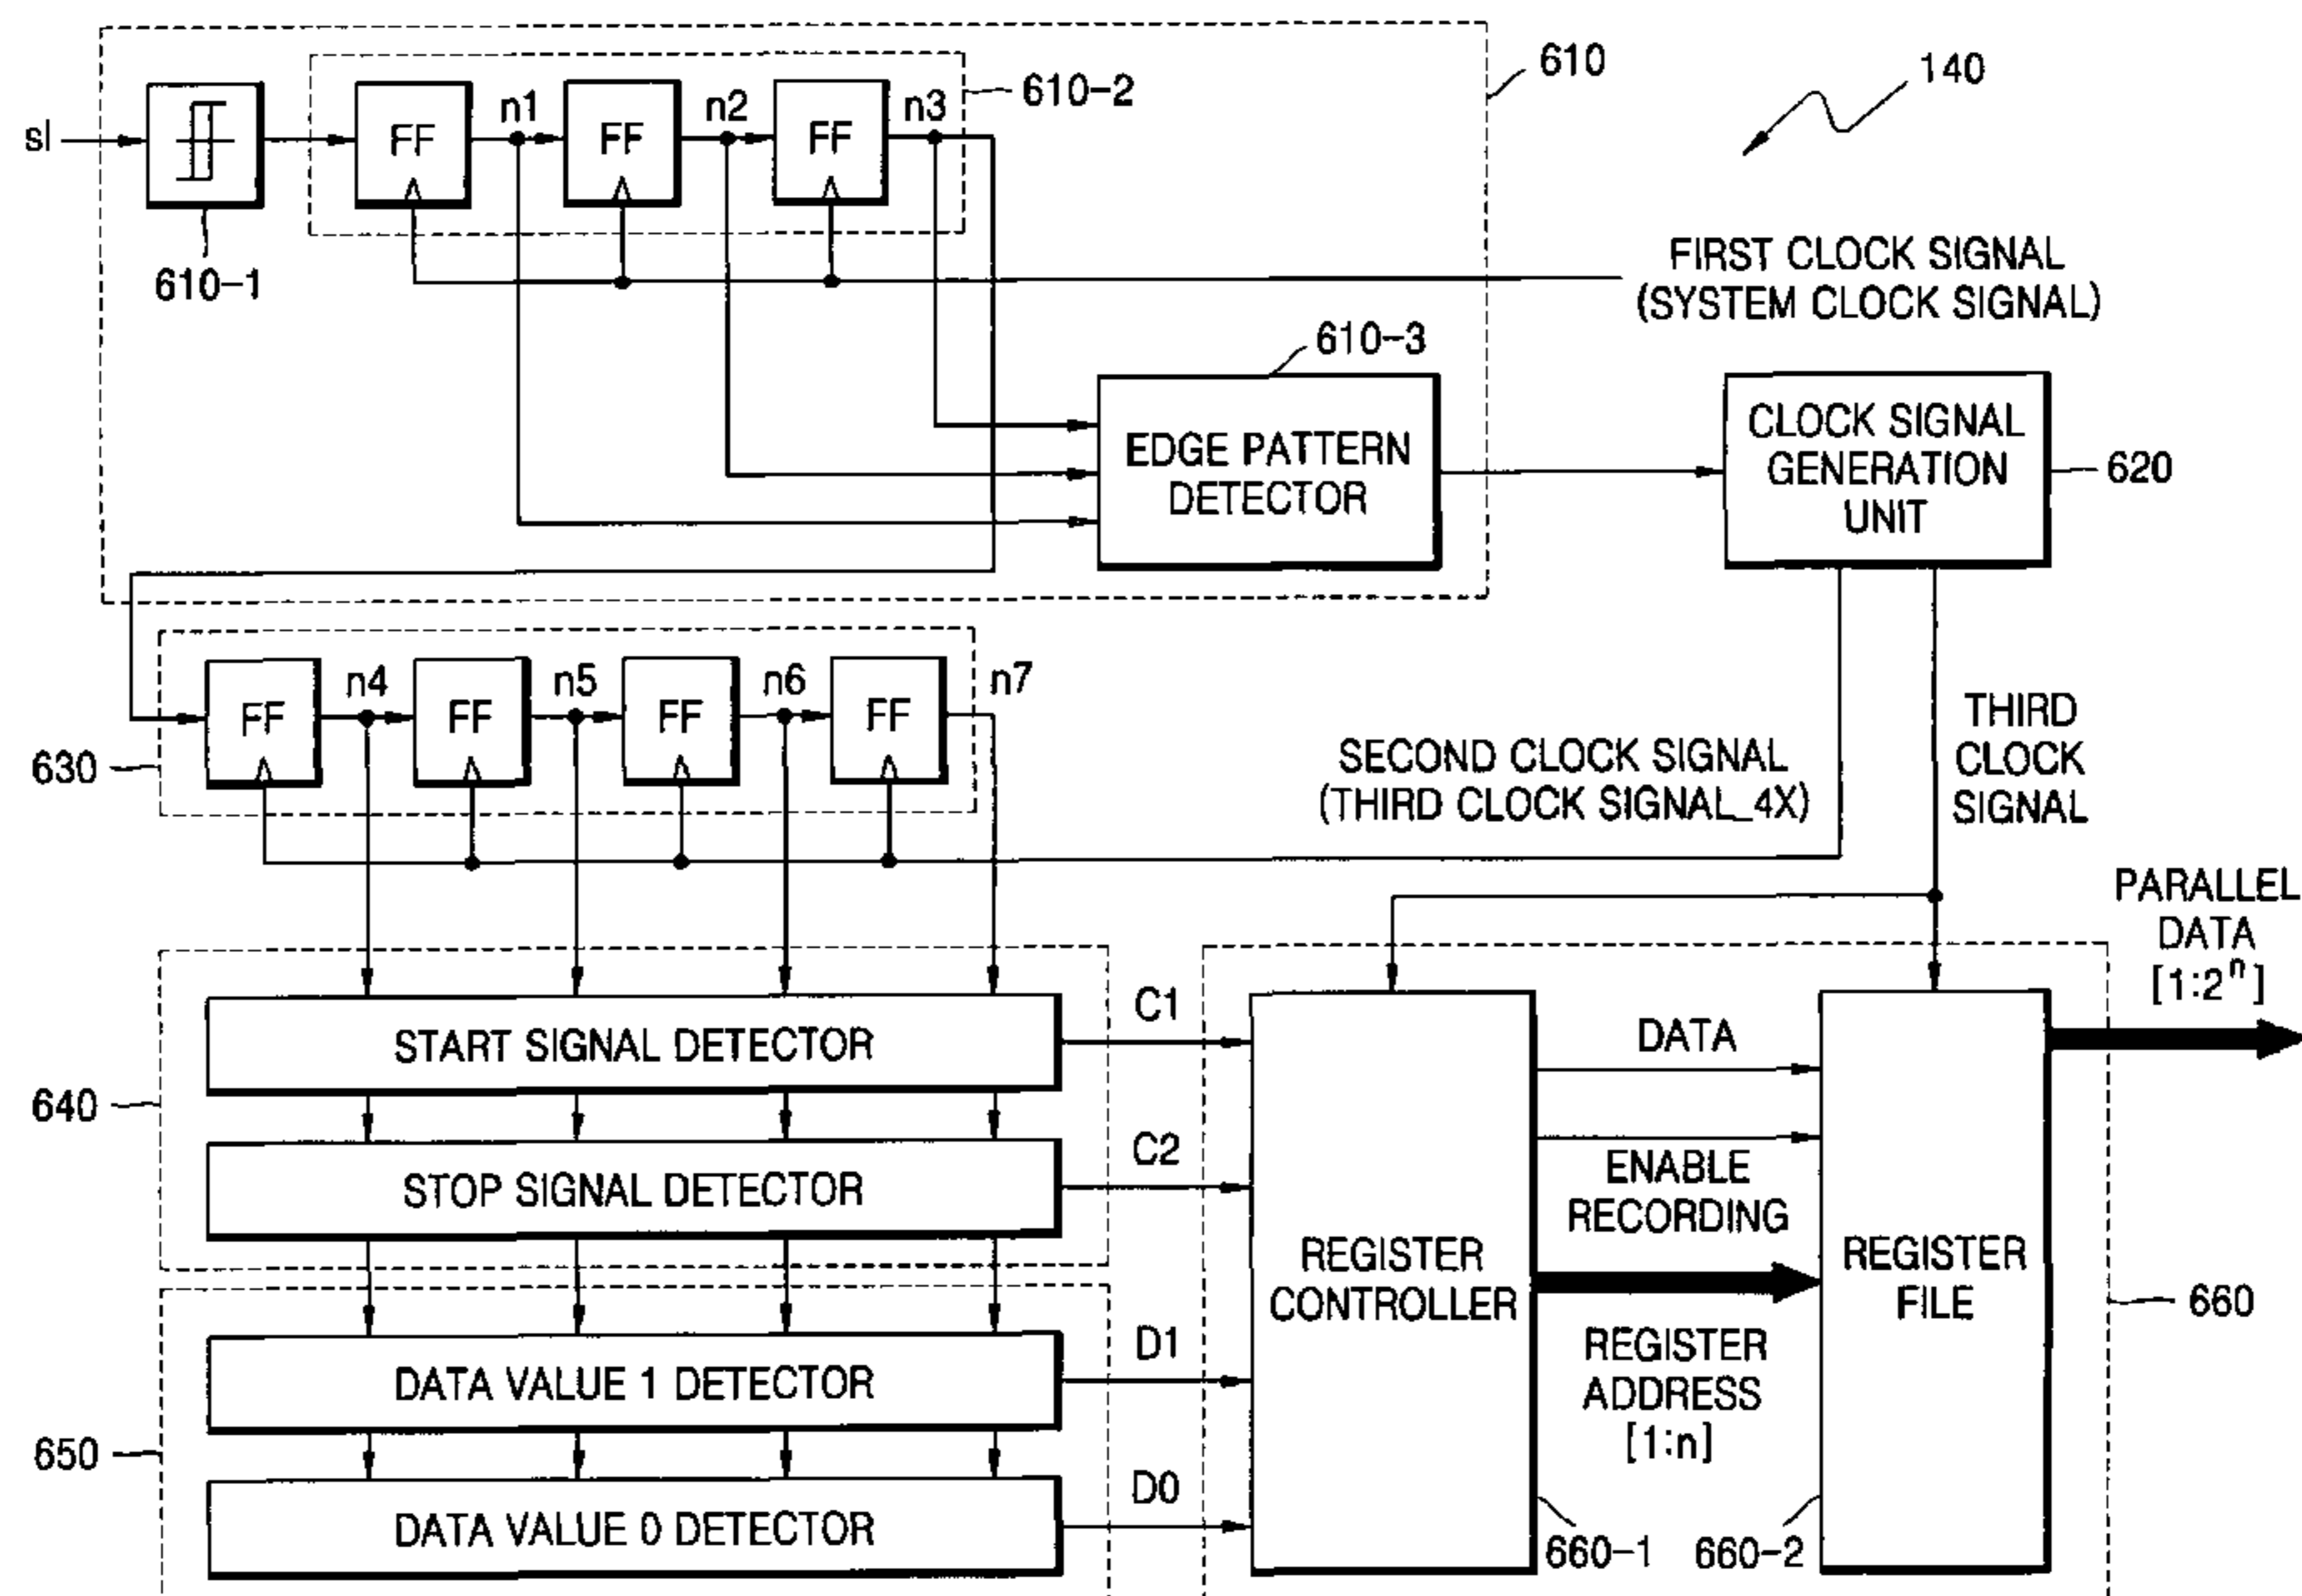 610
140
610-2
n1
n2
n3
sl
FF
FF
FF
610-1
FIRST CLOCK SIGNAL
(SYSTEM CLOCK SIGNAL)
610-3
EDGE PATTERN
DETECTOR
CLOCK SIGNAL
GENERATION
UNIT
620
n4
n5
n6
n7
FF
FF
FF
FF
630
SECOND CLOCK SIGNAL
(THIRD CLOCK SIGNAL_4X)
THIRD
CLOCK
SIGNAL
PARALLEL
DATA
[1:2ⁿ]
START SIGNAL DETECTOR
C1
640
STOP SIGNAL DETECTOR
C2
DATA
ENABLE
RECORDING
REGISTER
CONTROLLER
REGISTER
FILE
660
REGISTER
ADDRESS
[1:n]
DATA VALUE 1 DETECTOR
D1
650
DATA VALUE 0 DETECTOR
D0
660-1
660-2